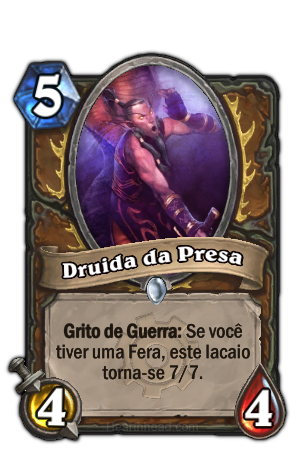 5
Druida da Presa
Grito de Guerra: Se você
tiver uma Fera, este lacaio
torna-se 7/7.
4
4